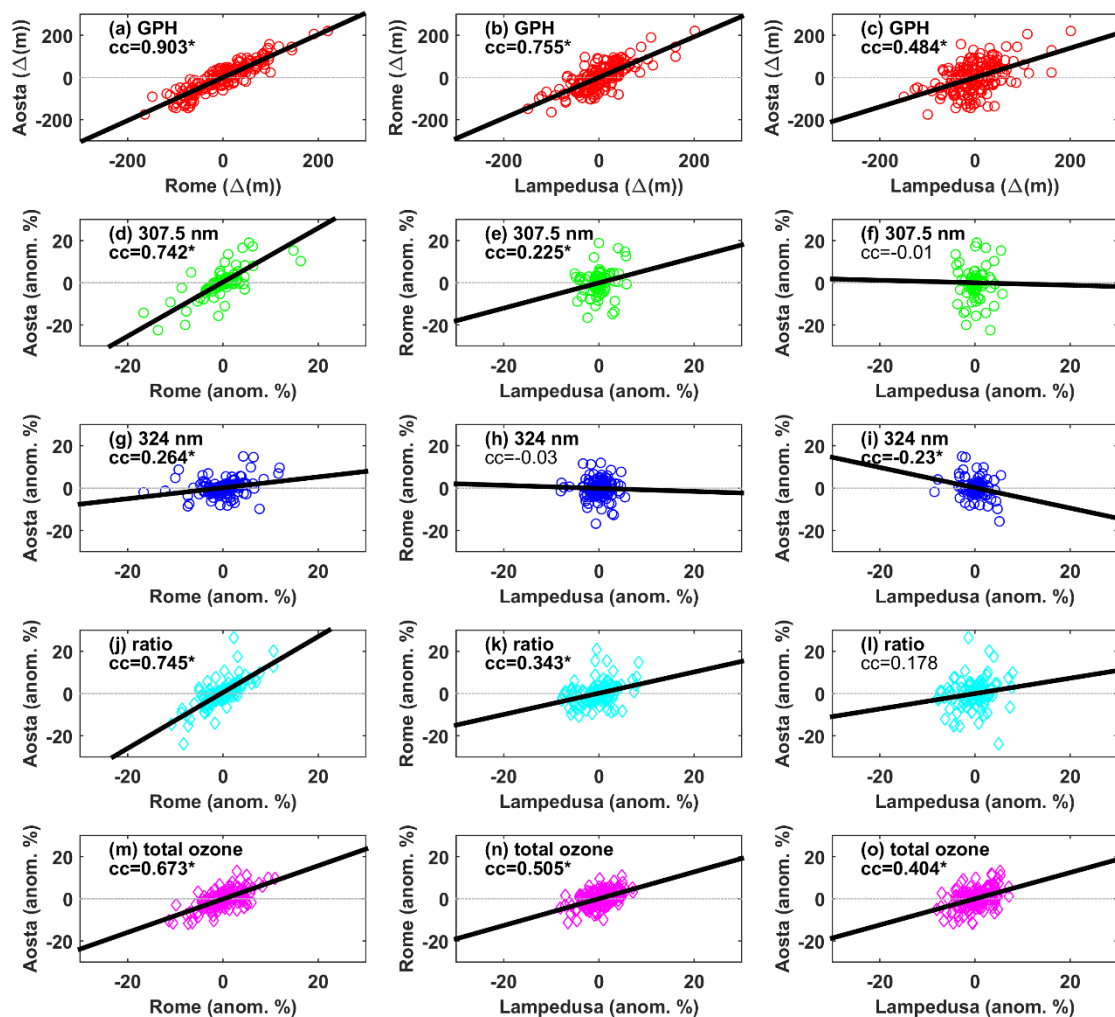 (a) GPH
cc=0.903*
Aosta (Δ(m))
200
0
-200
-200
0
200
Rome (Δ(m))
(b) GPH
cc=0.755*
Rome (Δ(m))
200
0
-200
-200
0
200
Lampedusa (Δ(m))
(c) GPH
cc=0.484*
Aosta (Δ(m))
200
0
-200
-200
0
200
Lampedusa (Δ(m))
(d) 307.5 nm
cc=0.742*
Aosta (anom. %)
20
0
-20
-20
0
20
Rome (anom. %)
(e) 307.5 nm
cc=0.225*
Rome (anom. %)
20
0
-20
-20
0
20
Lampedusa (anom. %)
(f) 307.5 nm
cc=-0.01
Aosta (anom. %)
20
0
-20
-20
0
20
Lampedusa (anom. %)
(g) 324 nm
cc=0.264*
Aosta (anom. %)
20
0
-20
-20
0
20
Rome (anom. %)
(h) 324 nm
cc=-0.03
Rome (anom. %)
20
0
-20
-20
0
20
Lampedusa (anom. %)
(i) 324 nm
cc=-0.23*
Aosta (anom. %)
20
0
-20
-20
0
20
Lampedusa (anom. %)
(j) ratio
cc=0.745*
Aosta (anom. %)
20
0
-20
-20
0
20
Rome (anom. %)
(k) ratio
cc=0.343*
Rome (anom. %)
20
0
-20
-20
0
20
Lampedusa (anom. %)
(l) ratio
cc=0.178
Aosta (anom. %)
20
0
-20
-20
0
20
Lampedusa (anom. %)
(m) total ozone
cc=0.673*
Aosta (anom. %)
20
0
-20
-20
0
20
Rome (anom. %)
(n) total ozone
cc=0.505*
Rome (anom. %)
20
0
-20
-20
0
20
Lampedusa (anom. %)
(o) total ozone
cc=0.404*
Aosta (anom. %)
20
0
-20
-20
0
20
Lampedusa (anom. %)